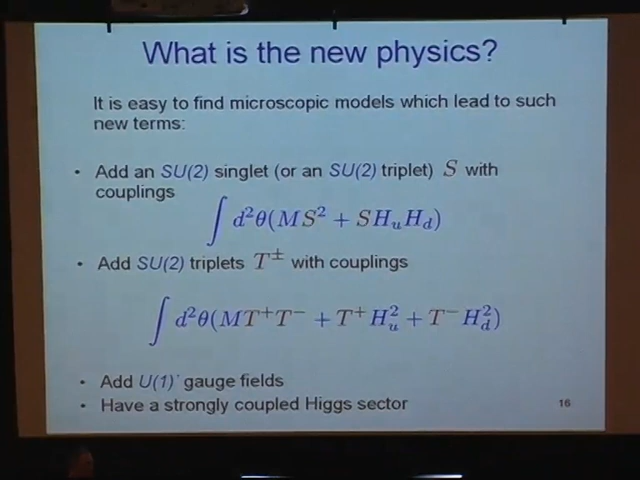 What is the new physics?
It is easy to find microscopic models which lead to such
new terms:
• Add an SU(2) singlet (or an SU(2) triplet) S with
couplings
∫ d²θ(MS² + SH_uH_d)
• Add SU(2) triplets T^± with couplings
∫ d²θ(MT⁺T⁻ + T⁺H_u² + T⁻H_d²)
• Add U(1)' gauge fields
• Have a strongly coupled Higgs sector
16